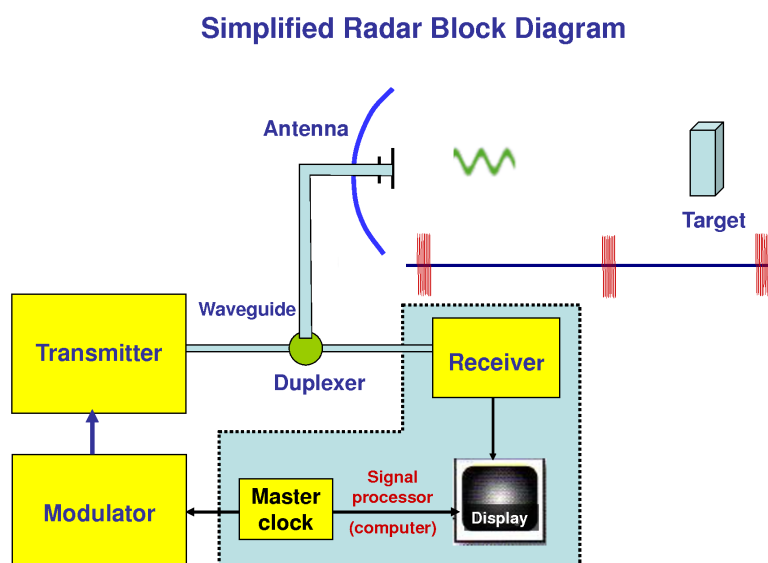 Simplified Radar Block Diagram
Antenna
Target
Waveguide
Transmitter
Duplexer
Receiver
Modulator
Master
clock
Signal
processor
(computer)
Display